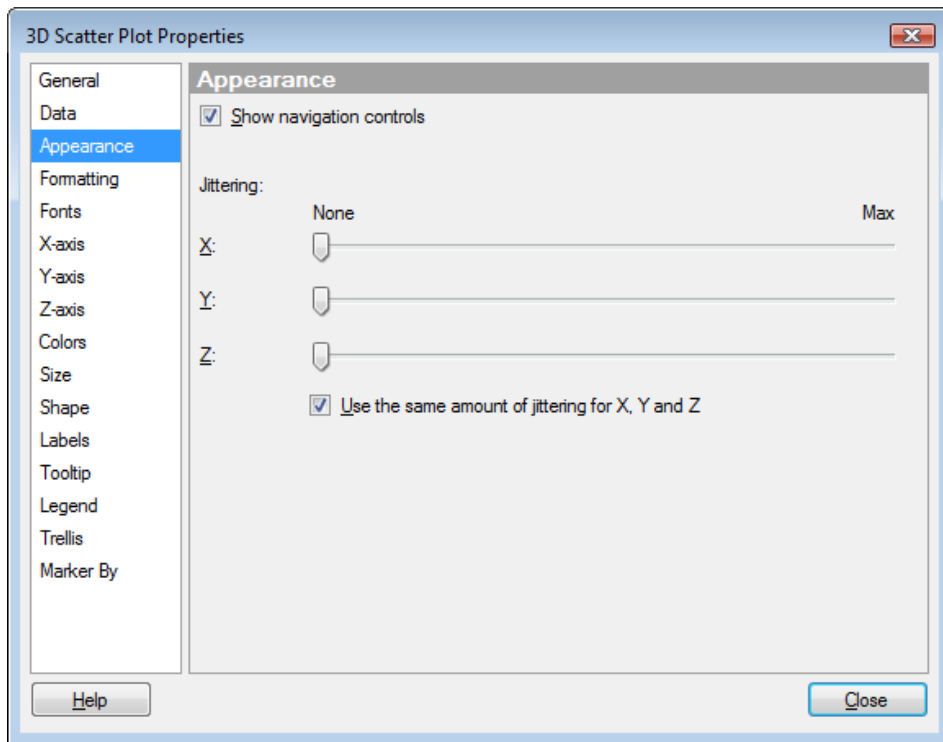 3D Scatter Plot Properties
General
Data
Appearance
Formatting
Fonts
X-axis
Y-axis
Z-axis
Colors
Size
Shape
Labels
Tooltip
Legend
Trellis
Marker By
Appearance
Show navigation controls
Jittering:
None Max
X:
Y:
Z:
Use the same amount of jittering for X, Y and Z
Help Close